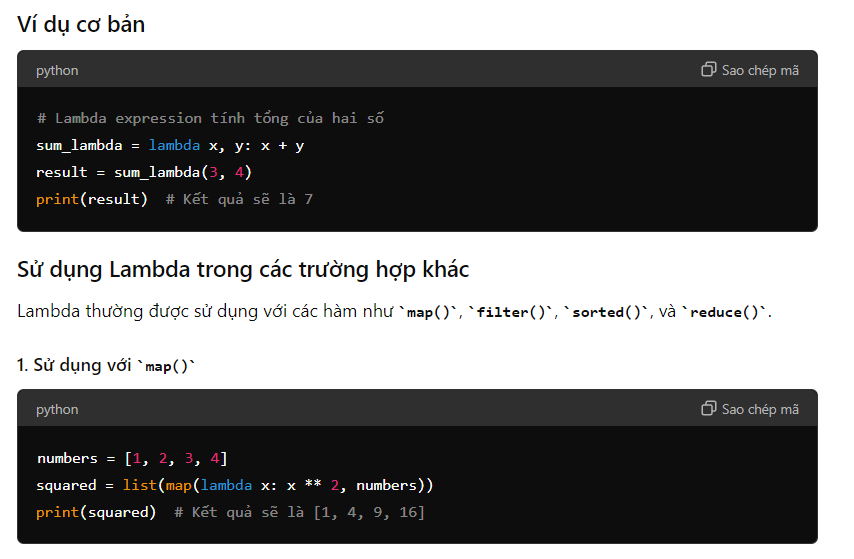 Ví dụ cơ bản
python
Sao chép mã
# Lambda expression tính tổng của hai số
sum_lambda = lambda x, y: x + y
result = sum_lambda(3, 4)
print(result)  # Kết quả sẽ là 7
Sử dụng Lambda trong các trường hợp khác
Lambda thường được sử dụng với các hàm như `map()`, `filter()`, `sorted()`, và `reduce()`.
1. Sử dụng với `map()`
python
Sao chép mã
numbers = [1, 2, 3, 4]
squared = list(map(lambda x: x ** 2, numbers))
print(squared)  # Kết quả sẽ là [1, 4, 9, 16]